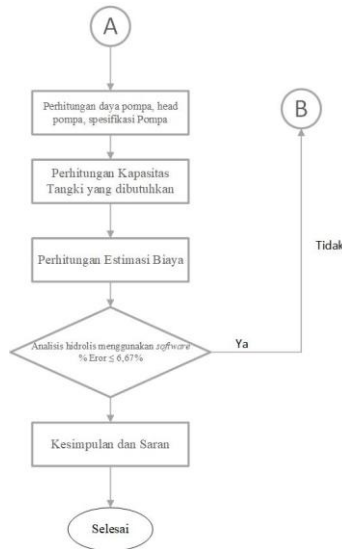 A
Perhitungan daya pompa, head
pompa, spesifikasi Pompa
B
Perhitungan Kapasitas
Tangki yang dibutuhkan
Tidak
Perhitungan Estimasi Biaya
Analisis hidrolis menggunakan software
% Eror ≤ 6,67%
Ya
Kesimpulan dan Saran
Selesai